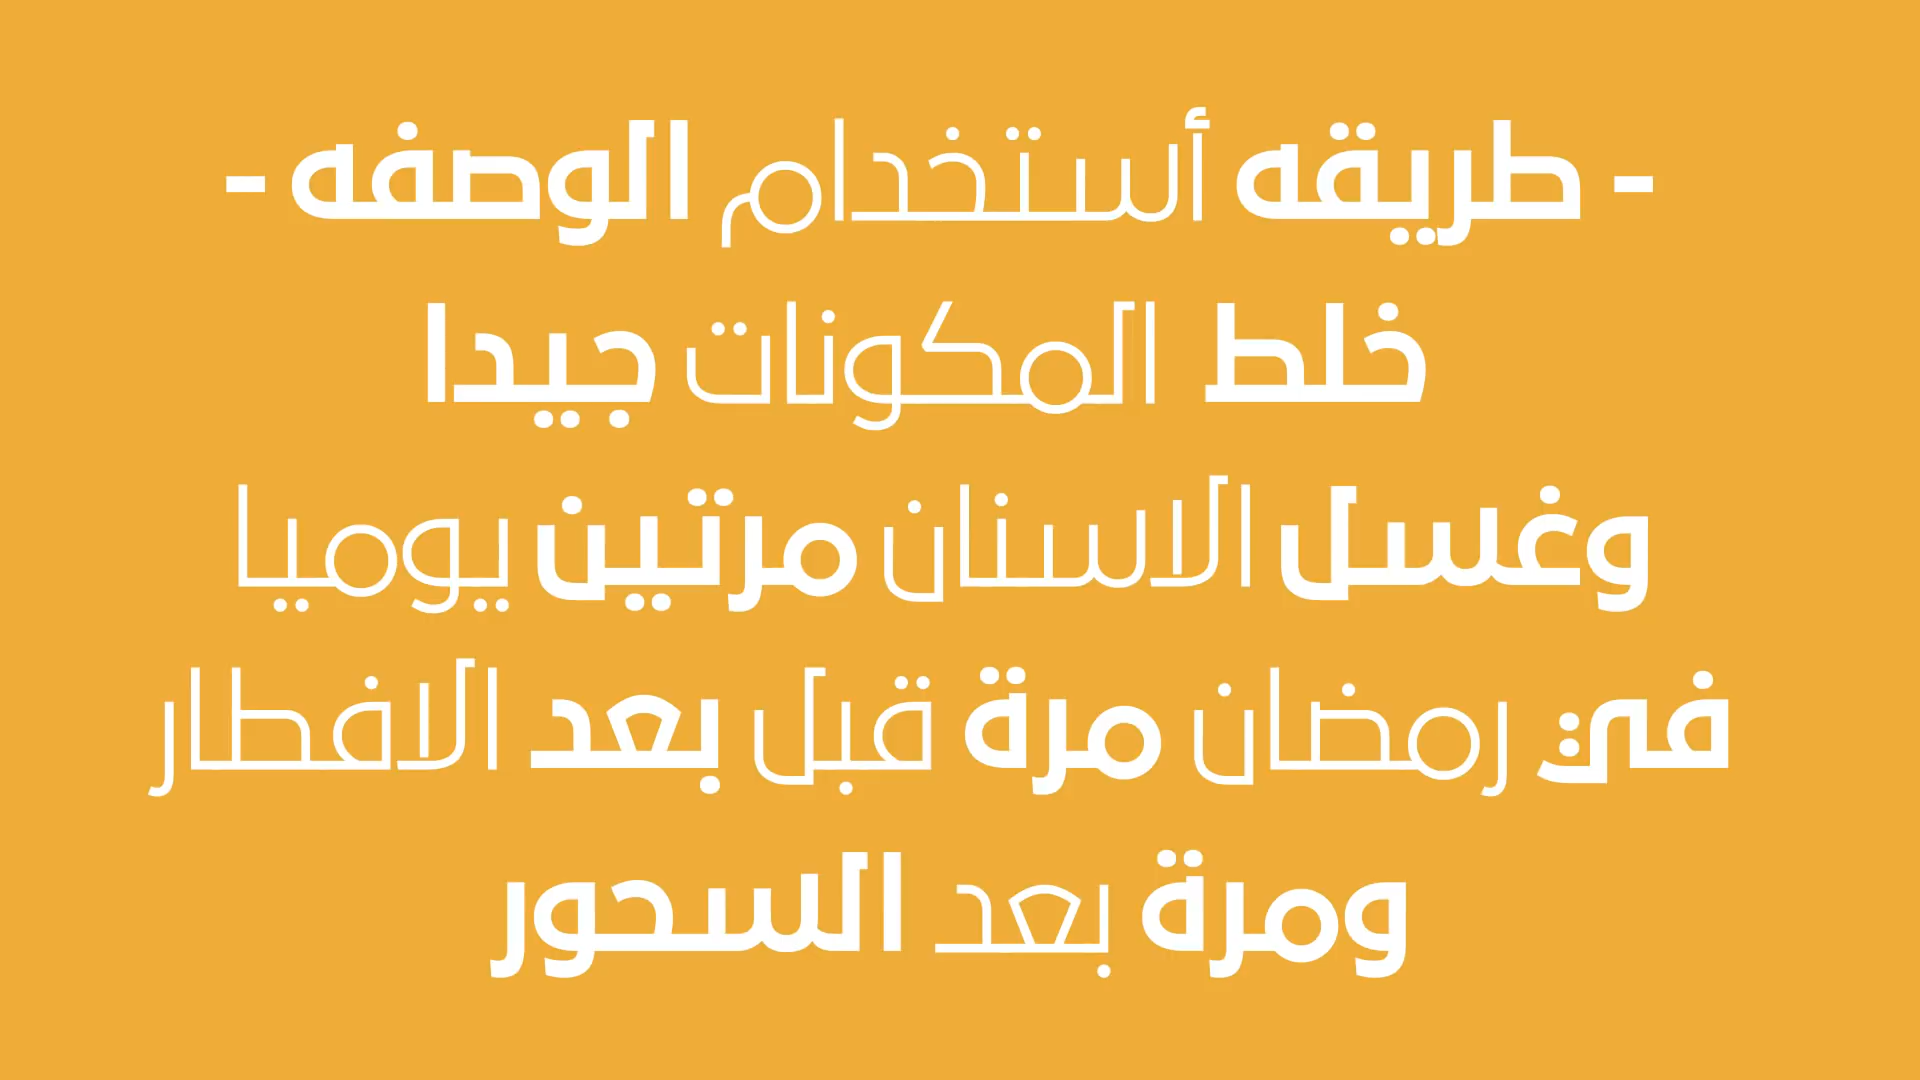 - طريقه أستخدام الوصفه -
خلط المكونات جيدا
وغسل الاسنان مرتين يوميا
في رمضان مرة قبل بعد الافطار
ومرة بعد السحور